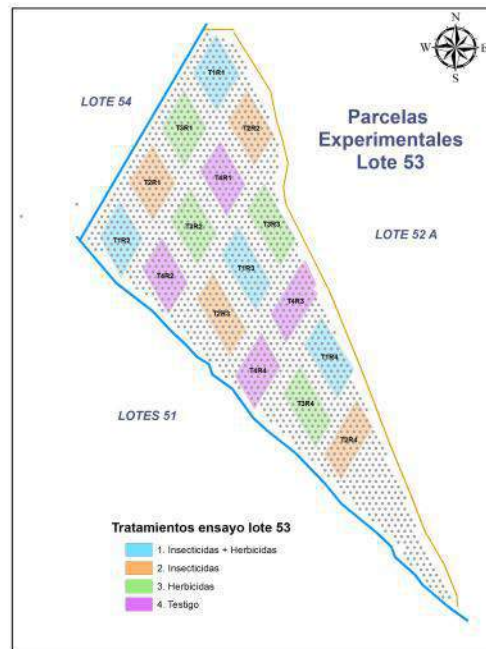 N
W E
S
LOTE 54
Parcelas
Experimentales
Lote 53
T1R1
T3R1
T2R2
T2R1
T4R1
T3R2
T3R3
T1R2
T4R2
T1R3
T2R3
T4R3
T1R4
T4R4
T3R4
T2R4
LOTE 52 A
LOTES 51
Tratamientos ensayo lote 53
1. Insecticidas + Herbicidas
2. Insecticidas
3. Herbicidas
4. Testigo